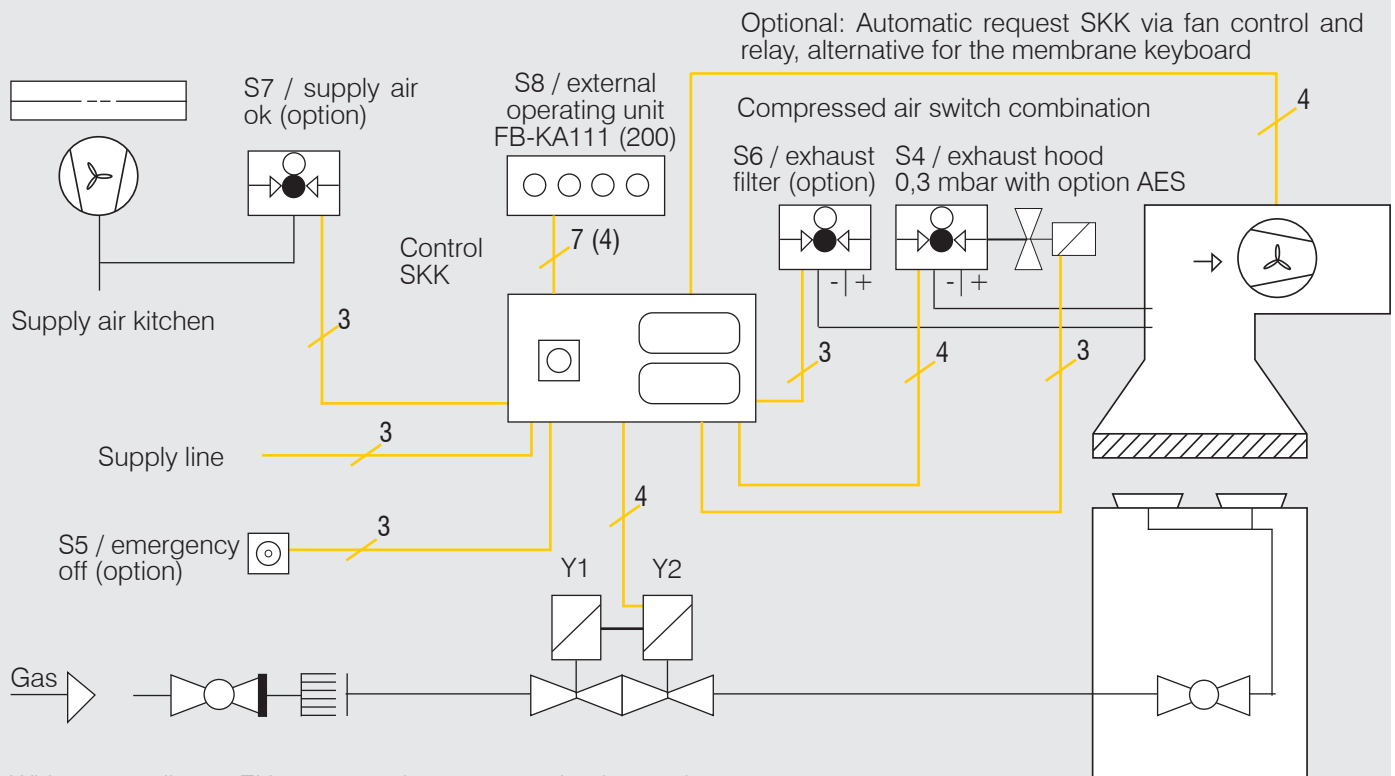 Optional: Automatic request SKK via fan control and
relay, alternative for the membrane keyboard
4
S7 / supply air
ok (option)
S8 / external
operating unit
FB-KA111 (200)
Compressed air switch combination
S6 / exhaust
filter (option)
S4 / exhaust hood
0,3 mbar with option AES
7 (4)
Control
SKK
- +
- +
Supply air kitchen
3
3
4
3
Supply line
3
4
S5 / emergency
off (option)
3
Y1
Y2
Gas